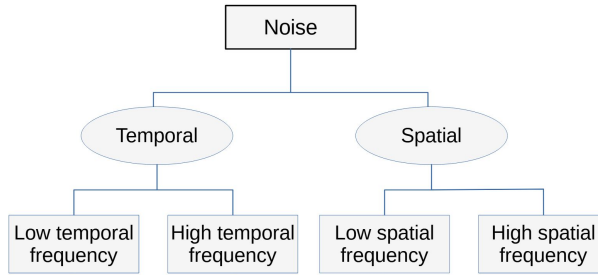 Noise
Temporal
Spatial
Low temporal
frequency
High temporal
frequency
Low spatial
frequency
High spatial
frequency